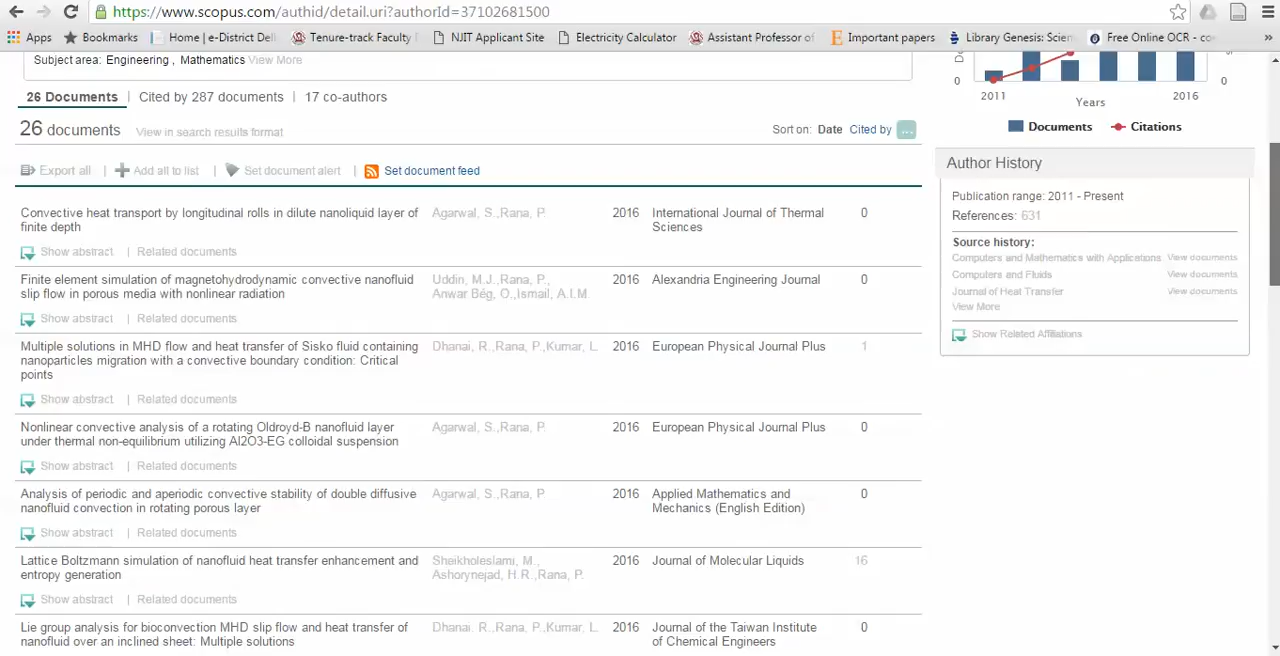 https://www.scopus.com/authid/detail.uri?authorId=37102681500
Apps Bookmarks Home | e-District Del Tenure-track Faculty NJIT Applicant Site Electricity Calculator Assistant Professor of Important papers Library Genesis: Scien Free Online OCR - co »
Subject area: Engineering , Mathematics View More
26 Documents | Cited by 287 documents | 17 co-authors
26 documents View in search results format
Sort on: Date Cited by ...
Export all | Add all to list | Set document alert | Set document feed
Convective heat transport by longitudinal rolls in dilute nanoliquid layer of
finite depth
Agarwal, S.,Rana, P.
2016
International Journal of Thermal
Sciences
0
Show abstract | Related documents
Finite element simulation of magnetohydrodynamic convective nanofluid
slip flow in porous media with nonlinear radiation
Uddin, M.J.,Rana, P.,
Anwar Bég, O.,Ismail, A.I.M.
2016
Alexandria Engineering Journal
0
Show abstract | Related documents
Multiple solutions in MHD flow and heat transfer of Sisko fluid containing
nanoparticles migration with a convective boundary condition: Critical
points
Dhanai, R.,Rana, P.,Kumar, L.
2016
European Physical Journal Plus
1
Show abstract | Related documents
Nonlinear convective analysis of a rotating Oldroyd-B nanofluid layer
under thermal non-equilibrium utilizing Al2O3-EG colloidal suspension
Agarwal, S.,Rana, P.
2016
European Physical Journal Plus
0
Show abstract | Related documents
Analysis of periodic and aperiodic convective stability of double diffusive
nanofluid convection in rotating porous layer
Agarwal, S.,Rana, P.
2016
Applied Mathematics and
Mechanics (English Edition)
0
Show abstract | Related documents
Lattice Boltzmann simulation of nanofluid heat transfer enhancement and
entropy generation
Sheikholeslami, M.,
Ashorynejad, H.R.,Rana, P.
2016
Journal of Molecular Liquids
16
Show abstract | Related documents
Lie group analysis for bioconvection MHD slip flow and heat transfer of
nanofluid over an inclined sheet: Multiple solutions
Dhanai, R.,Rana, P.,Kumar, L.
2016
Journal of the Taiwan Institute
of Chemical Engineers
0
0 0
2011 2016
Years
Documents Citations
Author History
Publication range: 2011 - Present
References: 631
Source history:
Computers and Mathematics with Applications View documents
Computers and Fluids View documents
Journal of Heat Transfer View documents
View More
Show Related Affiliations